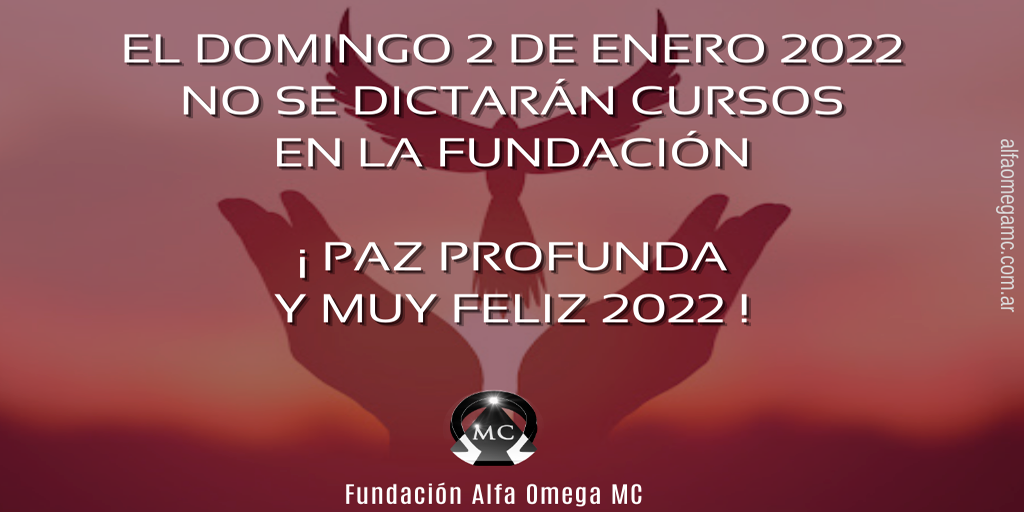 EL DOMINGO 2 DE ENERO 2022
NO SE DICTARÁN CURSOS
EN LA FUNDACIÓN
¡ PAZ PROFUNDA
Y MUY FELIZ 2022 !
alfaomegamc.com.ar
MC
Fundación Alfa Omega MC